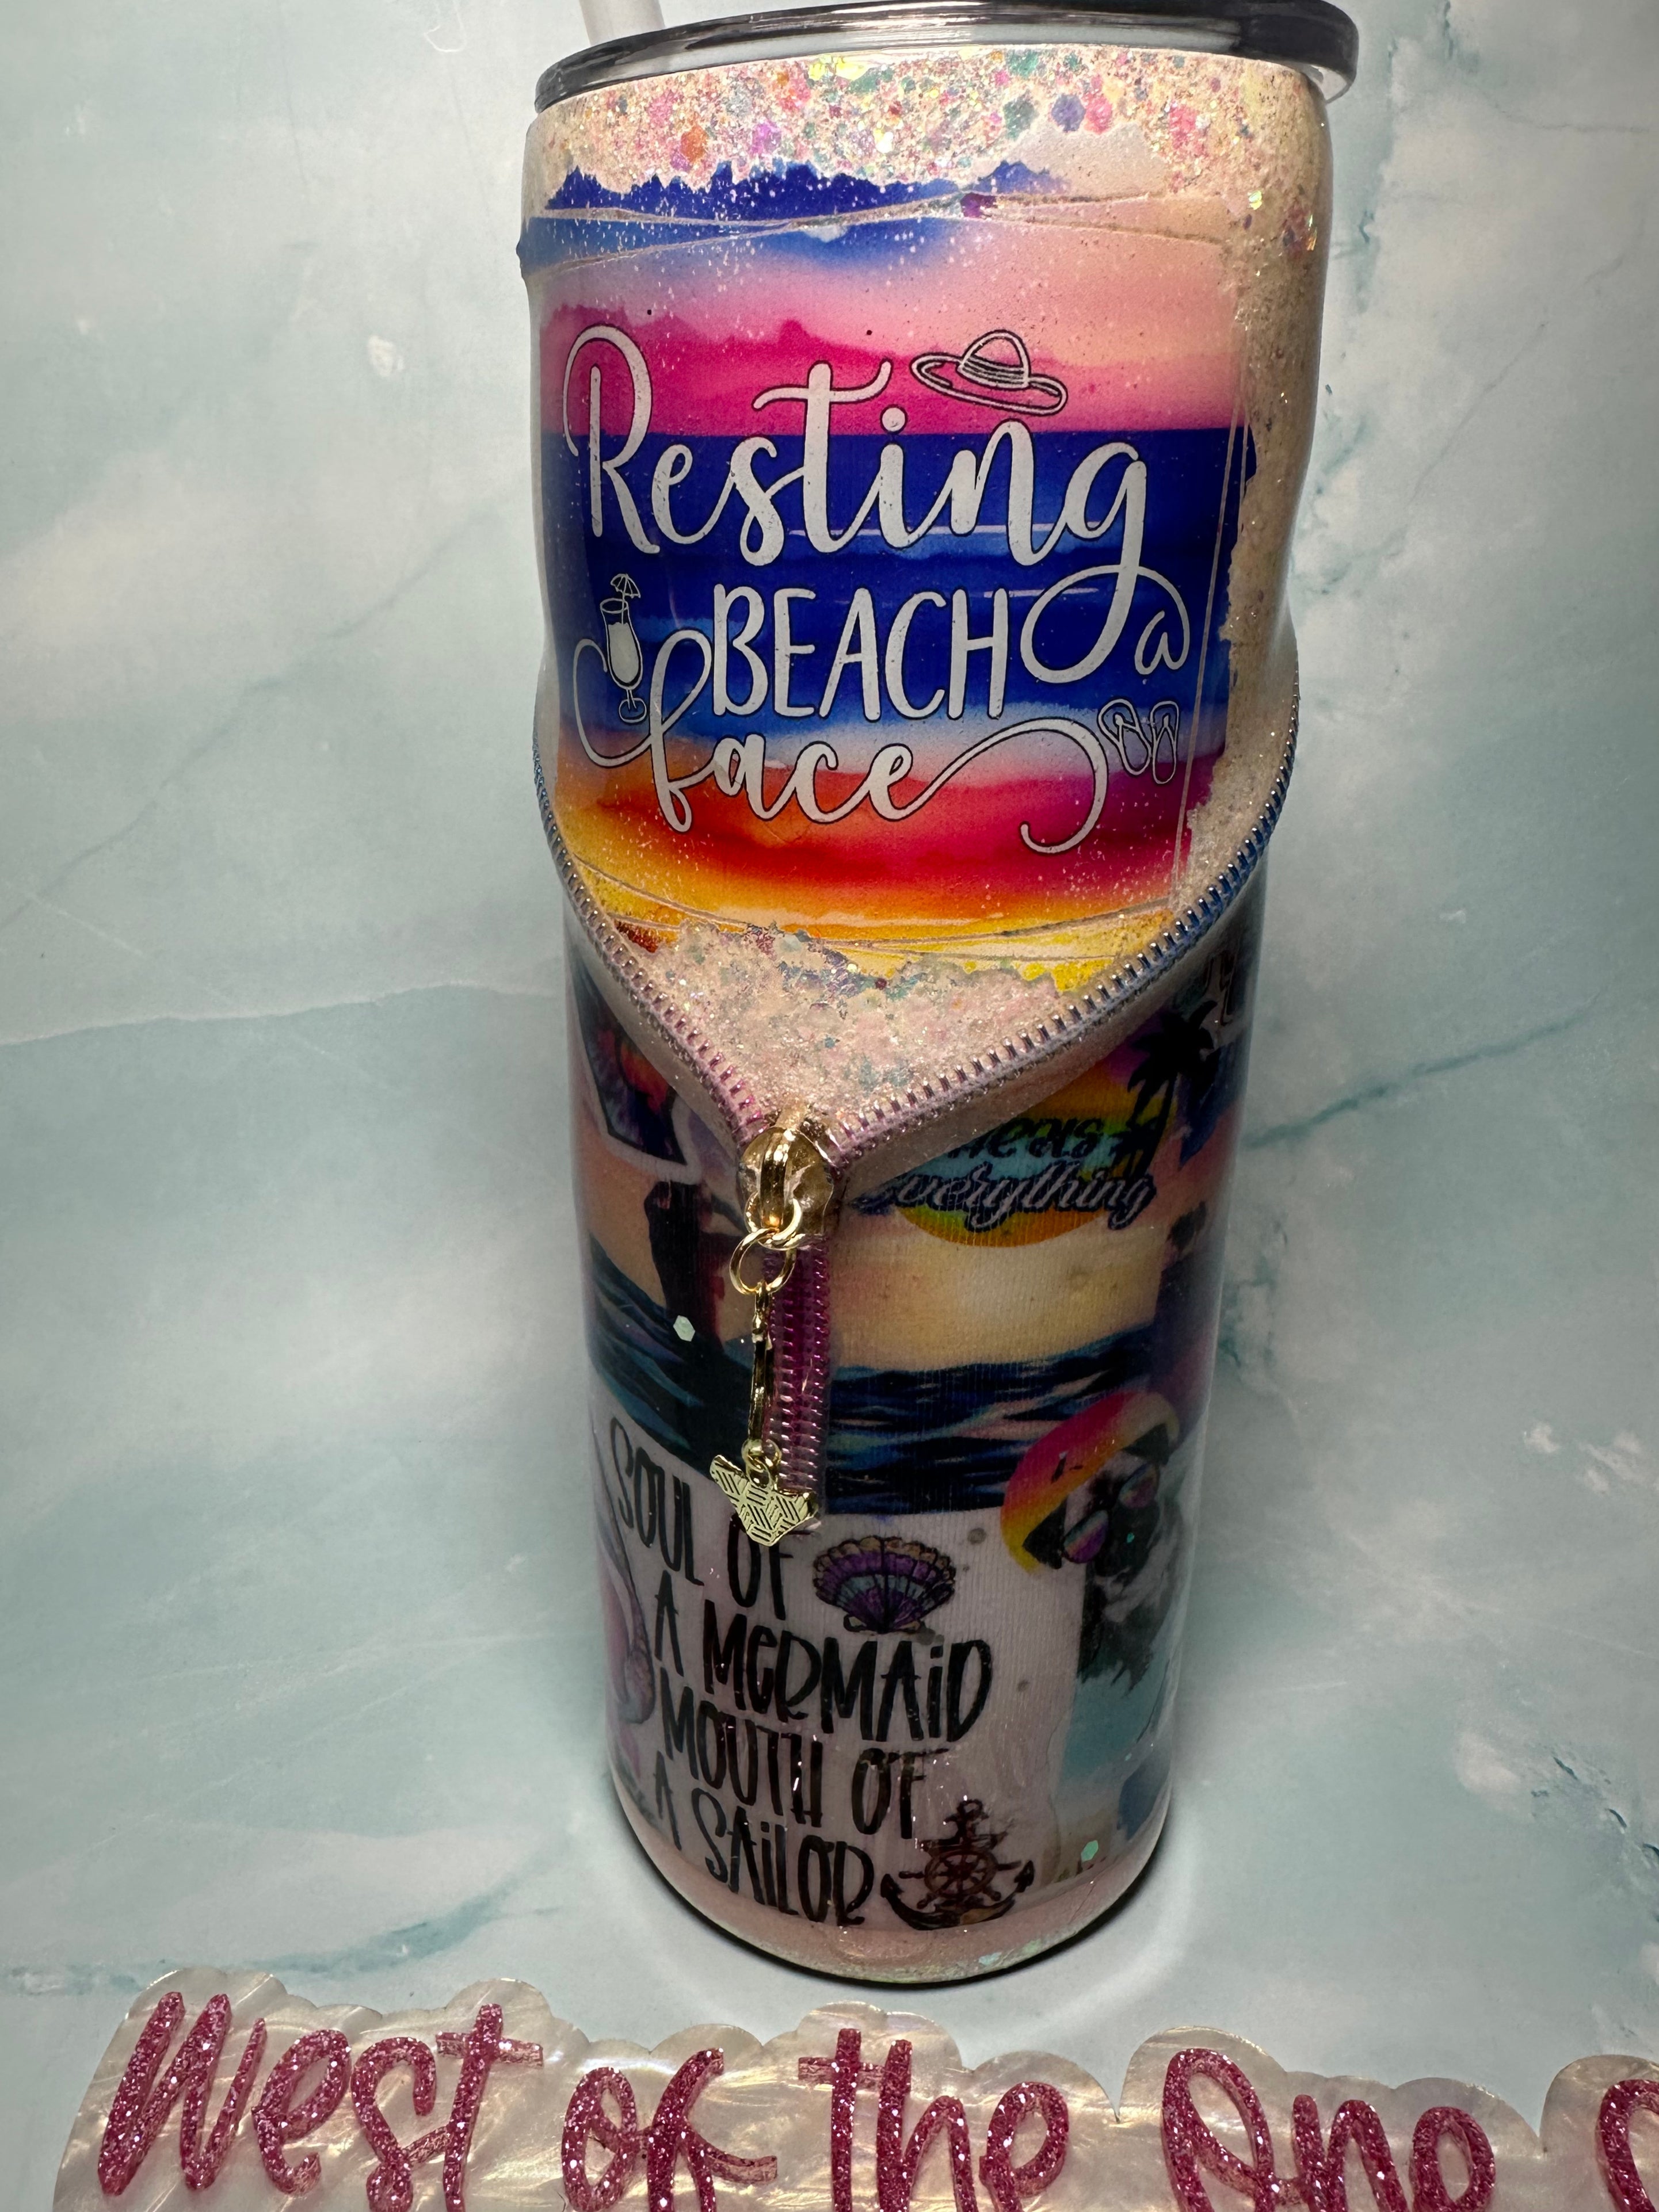 Resting
BEACH
face
everything
SOUL OF
A MERMAID
MOUTH OF
A SAILOR
West of the One